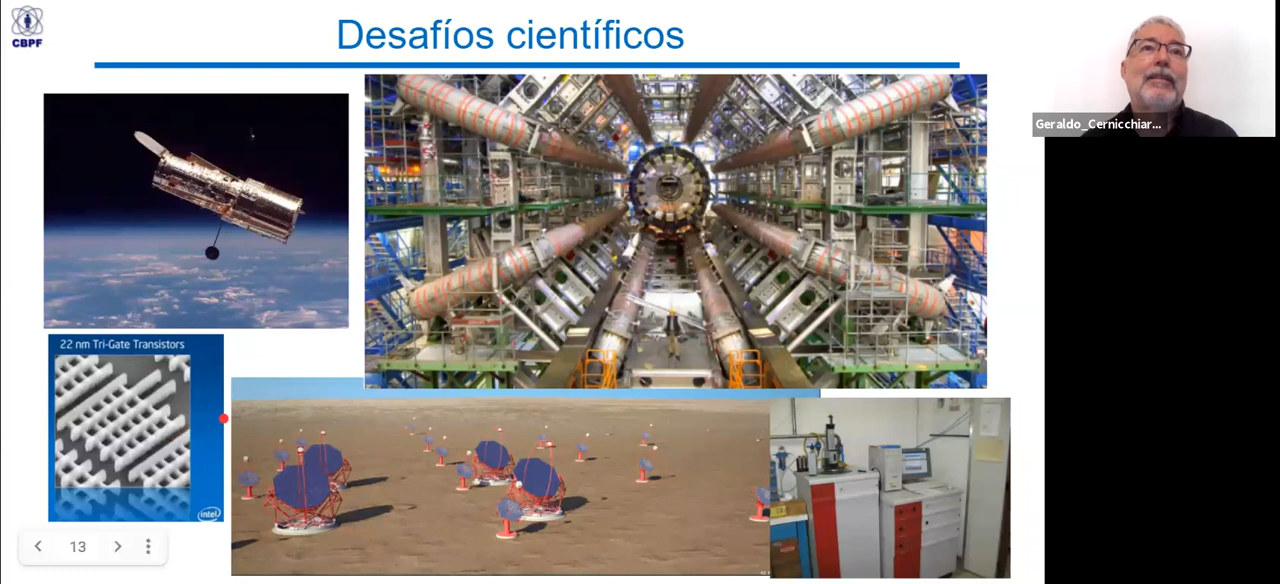 CBPF
Desafíos científicos
Geraldo_Cernicchiar...
22 nm Tri-Gate Transistors
intel
13